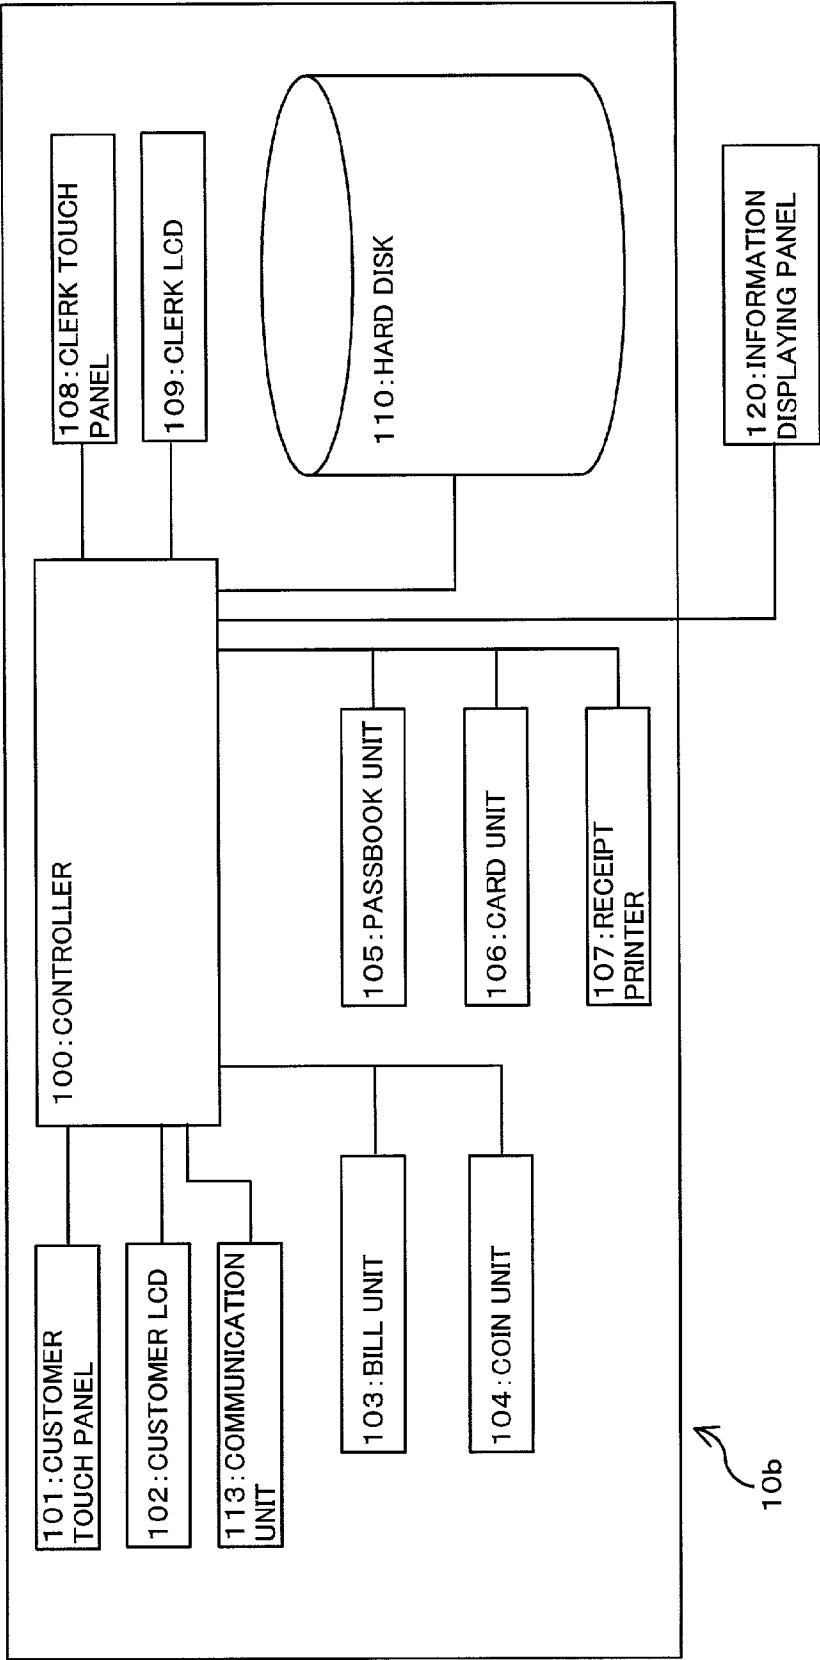 100:CONTROLLER
101:CUSTOMER
TOUCH PANEL
102:CUSTOMER LCD
113:COMMUNICATION
UNIT
103:BILL UNIT
104:COIN UNIT
105:PASSBOOK UNIT
106:CARD UNIT
107:RECEIPT
PRINTER
108:CLERK TOUCH
PANEL
109:CLERK LCD
110:HARD DISK
120:INFORMATION
DISPLAYING PANEL
10b